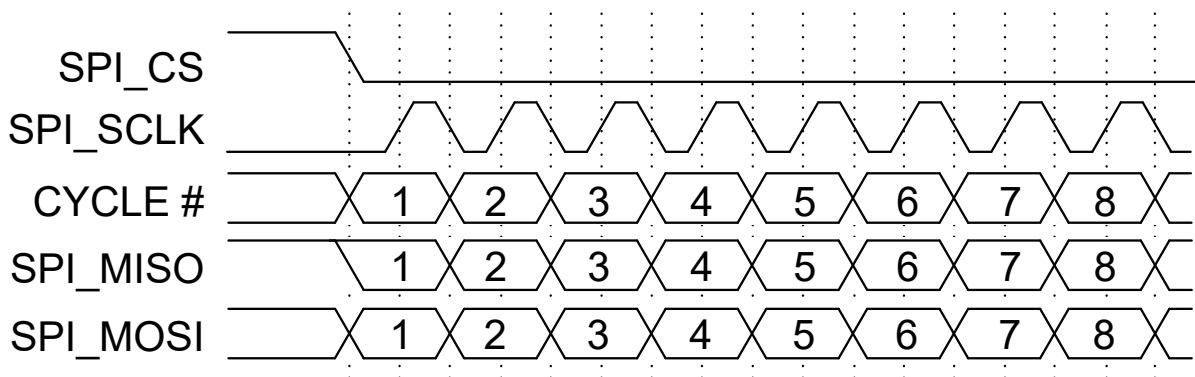 SPI_CS
SPI_SCLK
CYCLE # 1 2 3 4 5 6 7 8
SPI_MISO 1 2 3 4 5 6 7 8
SPI_MOSI 1 2 3 4 5 6 7 8